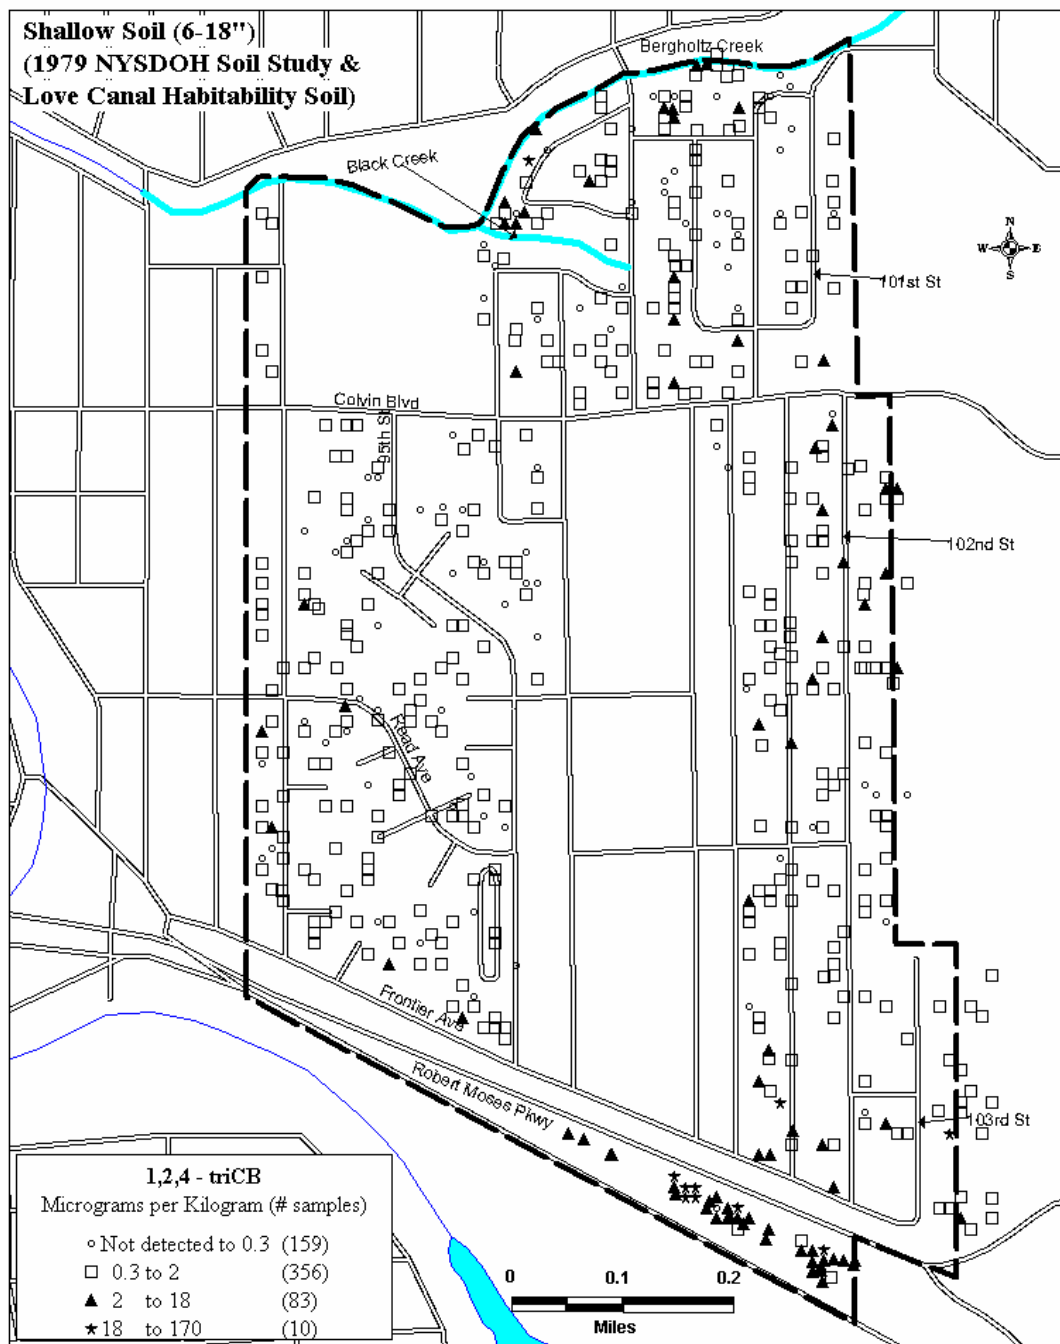 Shallow Soil (6-18")
(1979 NYSDOH Soil Study &
Love Canal Habitability Soil)
Bergholtz Creek
Black Creek
N
W E
S
101st St
Colvin Blvd
95th St
102nd St
Read Ave
Frontier Ave
Robert Moses Pkwy
103rd St
1,2,4 - triCB
Micrograms per Kilogram (# samples)
Not detected to 0.3 (159)
0.3 to 2 (356)
2 to 18 (83)
18 to 170 (10)
0 0.1 0.2
Miles